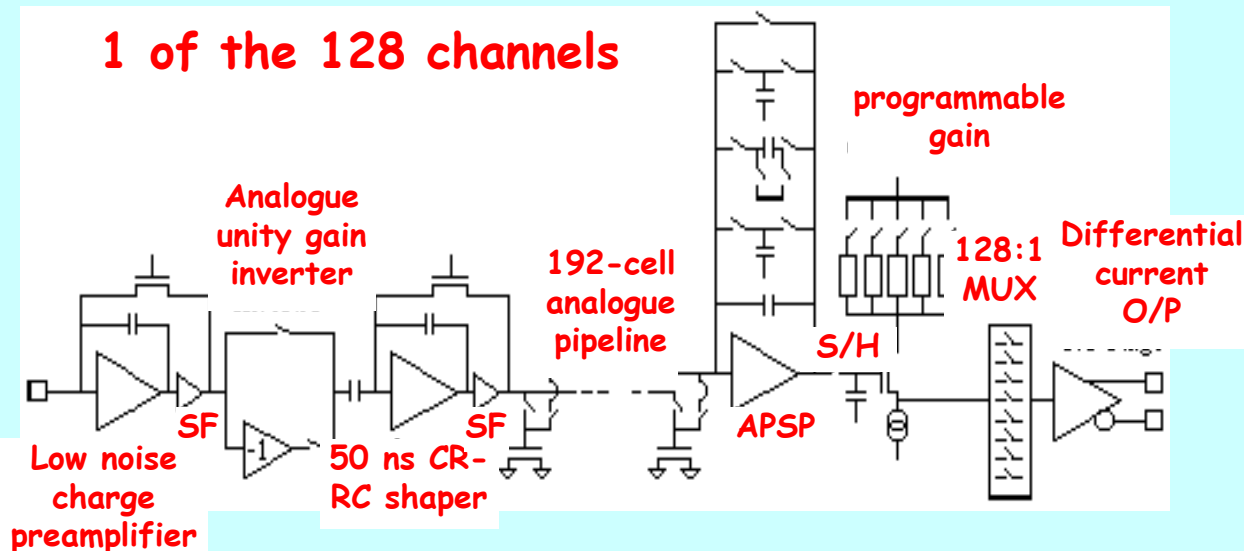 1 of the 128 channels
programmable
gain
Analogue
unity gain
inverter
192-cell
analogue
pipeline
128:1
MUX
Differential
current
O/P
S/H
SF
-1
SF
APSP
Low noise
charge
preamplifier
50 ns CR-
RC shaper